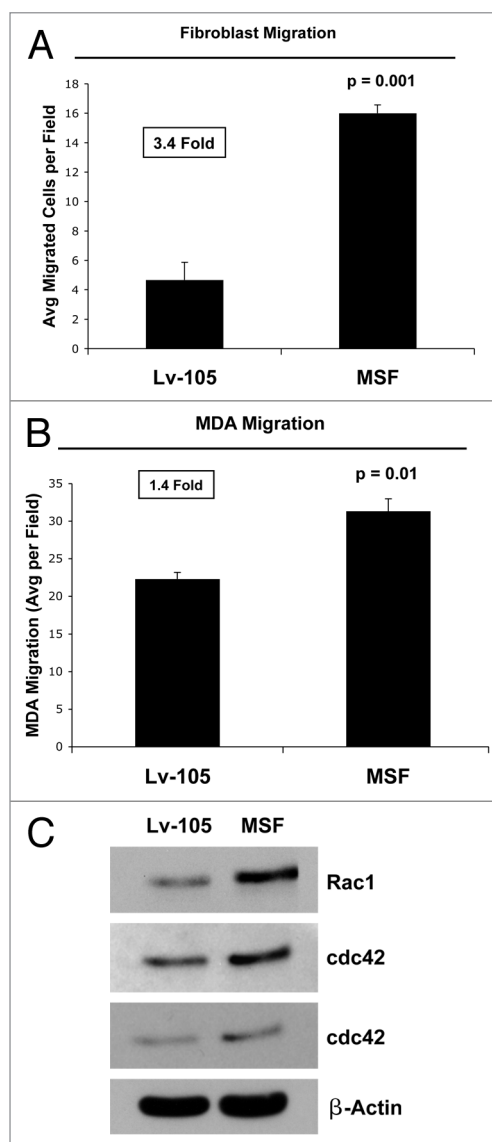 A
Fibroblast Migration
p = 0.001
3.4 Fold
Avg Migrated Cells per Field
18
16
14
12
10
8
6
4
2
0
Lv-105 MSF
B
MDA Migration
p = 0.01
1.4 Fold
MDA Migration (Avg per Field)
35
30
25
20
15
10
5
0
Lv-105 MSF
C
Lv-105 MSF
Rac1
cdc42
cdc42
β-Actin